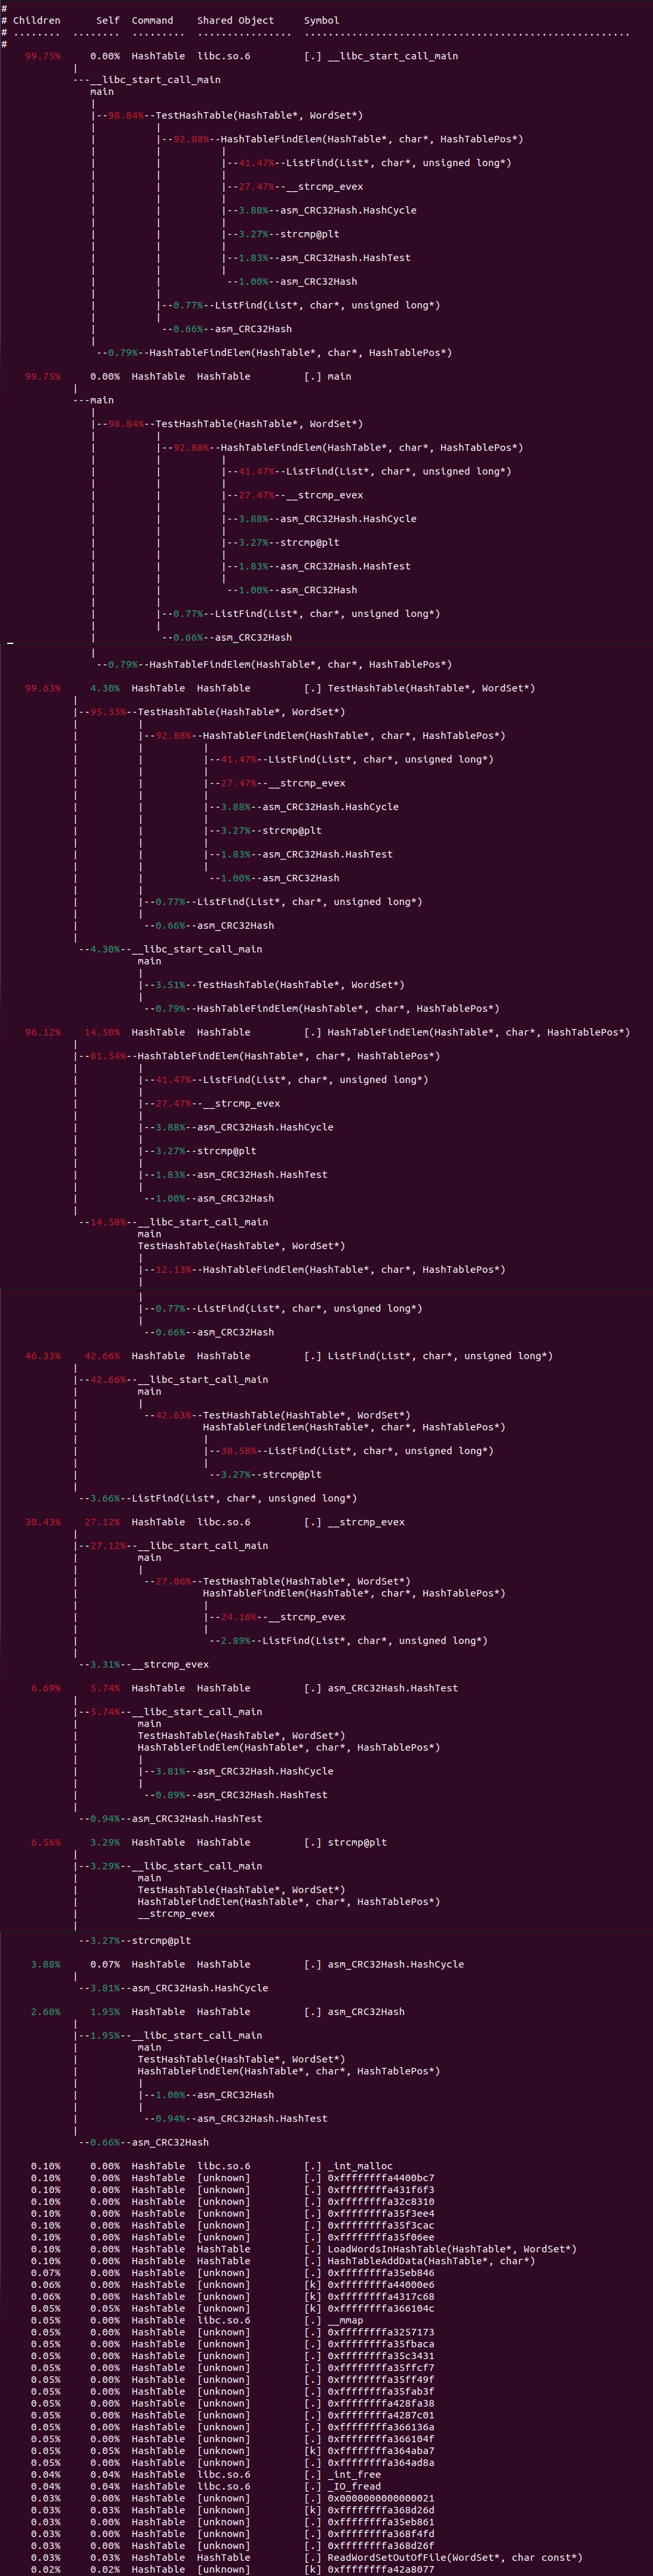 #
# Children      Self  Command    Shared Object     Symbol
# ........  ........  .........  ................  .......................................................
#
    99.75%     0.00%  HashTable  libc.so.6         [.] __libc_start_call_main
            |
            ---__libc_start_call_main
               main
               |
               |--98.84%--TestHashTable(HashTable*, WordSet*)
               |          |
               |          |--92.88%--HashTableFindElem(HashTable*, char*, HashTablePos*)
               |          |          |
               |          |          |--41.47%--ListFind(List*, char*, unsigned long*)
               |          |          |
               |          |          |--27.47%--__strcmp_evex
               |          |          |
               |          |          |--3.88%--asm_CRC32Hash.HashCycle
               |          |          |
               |          |          |--3.27%--strcmp@plt
               |          |          |
               |          |          |--1.83%--asm_CRC32Hash.HashTest
               |          |          |
               |          |           --1.00%--asm_CRC32Hash
               |          |
               |          |--0.77%--ListFind(List*, char*, unsigned long*)
               |          |
               |           --0.66%--asm_CRC32Hash
               |
                --0.79%--HashTableFindElem(HashTable*, char*, HashTablePos*)
    99.75%     0.00%  HashTable  HashTable         [.] main
            |
            ---main
               |
               |--98.84%--TestHashTable(HashTable*, WordSet*)
               |          |
               |          |--92.88%--HashTableFindElem(HashTable*, char*, HashTablePos*)
               |          |          |
               |          |          |--41.47%--ListFind(List*, char*, unsigned long*)
               |          |          |
               |          |          |--27.47%--__strcmp_evex
               |          |          |
               |          |          |--3.88%--asm_CRC32Hash.HashCycle
               |          |          |
               |          |          |--3.27%--strcmp@plt
               |          |          |
               |          |          |--1.83%--asm_CRC32Hash.HashTest
               |          |          |
               |          |           --1.00%--asm_CRC32Hash
               |          |
               |          |--0.77%--ListFind(List*, char*, unsigned long*)
               |          |
               |           --0.66%--asm_CRC32Hash
               |
                --0.79%--HashTableFindElem(HashTable*, char*, HashTablePos*)
    99.63%     4.30%  HashTable  HashTable         [.] TestHashTable(HashTable*, WordSet*)
            |
            |--95.33%--TestHashTable(HashTable*, WordSet*)
            |          |
            |          |--92.88%--HashTableFindElem(HashTable*, char*, HashTablePos*)
            |          |          |
            |          |          |--41.47%--ListFind(List*, char*, unsigned long*)
            |          |          |
            |          |          |--27.47%--__strcmp_evex
            |          |          |
            |          |          |--3.88%--asm_CRC32Hash.HashCycle
            |          |          |
            |          |          |--3.27%--strcmp@plt
            |          |          |
            |          |          |--1.83%--asm_CRC32Hash.HashTest
            |          |          |
            |          |           --1.00%--asm_CRC32Hash
            |          |
            |          |--0.77%--ListFind(List*, char*, unsigned long*)
            |          |
            |           --0.66%--asm_CRC32Hash
            |
             --4.30%--__libc_start_call_main
                       main
                       |
                       |--3.51%--TestHashTable(HashTable*, WordSet*)
                       |
                        --0.79%--HashTableFindElem(HashTable*, char*, HashTablePos*)
    96.12%    14.58%  HashTable  HashTable         [.] HashTableFindElem(HashTable*, char*, HashTablePos*)
            |
            |--81.54%--HashTableFindElem(HashTable*, char*, HashTablePos*)
            |          |
            |          |--41.47%--ListFind(List*, char*, unsigned long*)
            |          |
            |          |--27.47%--__strcmp_evex
            |          |
            |          |--3.88%--asm_CRC32Hash.HashCycle
            |          |
            |          |--3.27%--strcmp@plt
            |          |
            |          |--1.83%--asm_CRC32Hash.HashTest
            |          |
            |           --1.00%--asm_CRC32Hash
            |
             --14.58%--__libc_start_call_main
                       main
                       TestHashTable(HashTable*, WordSet*)
                       |
                       |--12.13%--HashTableFindElem(HashTable*, char*, HashTablePos*)
                       |
                       |
                       |--0.77%--ListFind(List*, char*, unsigned long*)
                       |
                        --0.66%--asm_CRC32Hash
    46.33%    42.66%  HashTable  HashTable         [.] ListFind(List*, char*, unsigned long*)
            |
            |--42.66%--__libc_start_call_main
            |          main
            |          |
            |           --42.63%--TestHashTable(HashTable*, WordSet*)
            |                     HashTableFindElem(HashTable*, char*, HashTablePos*)
            |                     |
            |                     |--38.58%--ListFind(List*, char*, unsigned long*)
            |                     |
            |                      --3.27%--strcmp@plt
            |
             --3.66%--ListFind(List*, char*, unsigned long*)
    30.43%    27.12%  HashTable  libc.so.6         [.] __strcmp_evex
            |
            |--27.12%--__libc_start_call_main
            |          main
            |          |
            |           --27.06%--TestHashTable(HashTable*, WordSet*)
            |                     HashTableFindElem(HashTable*, char*, HashTablePos*)
            |                     |
            |                     |--24.16%--__strcmp_evex
            |                     |
            |                      --2.89%--ListFind(List*, char*, unsigned long*)
            |
             --3.31%--__strcmp_evex
     6.69%     5.74%  HashTable  HashTable         [.] asm_CRC32Hash.HashTest
            |
            |--5.74%--__libc_start_call_main
            |          main
            |          TestHashTable(HashTable*, WordSet*)
            |          HashTableFindElem(HashTable*, char*, HashTablePos*)
            |          |
            |          |--3.81%--asm_CRC32Hash.HashCycle
            |          |
            |           --0.89%--asm_CRC32Hash.HashTest
            |
             --0.94%--asm_CRC32Hash.HashTest
     6.56%     3.29%  HashTable  HashTable         [.] strcmp@plt
            |
            |--3.29%--__libc_start_call_main
            |          main
            |          TestHashTable(HashTable*, WordSet*)
            |          HashTableFindElem(HashTable*, char*, HashTablePos*)
            |          __strcmp_evex
            |
             --3.27%--strcmp@plt
     3.88%     0.07%  HashTable  HashTable         [.] asm_CRC32Hash.HashCycle
            |
             --3.81%--asm_CRC32Hash.HashCycle
     2.60%     1.95%  HashTable  HashTable         [.] asm_CRC32Hash
            |
            |--1.95%--__libc_start_call_main
            |          main
            |          TestHashTable(HashTable*, WordSet*)
            |          HashTableFindElem(HashTable*, char*, HashTablePos*)
            |          |
            |          |--1.00%--asm_CRC32Hash
            |          |
            |           --0.94%--asm_CRC32Hash.HashTest
            |
             --0.66%--asm_CRC32Hash
     0.10%     0.00%  HashTable  libc.so.6         [.] _int_malloc
     0.10%     0.00%  HashTable  [unknown]         [.] 0xffffffffa4400bc7
     0.10%     0.00%  HashTable  [unknown]         [.] 0xffffffffa431f6f3
     0.10%     0.00%  HashTable  [unknown]         [.] 0xffffffffa32c8310
     0.10%     0.00%  HashTable  [unknown]         [.] 0xffffffffa35f3ee4
     0.10%     0.00%  HashTable  [unknown]         [.] 0xffffffffa35f3cac
     0.10%     0.00%  HashTable  [unknown]         [.] 0xffffffffa35f06ee
     0.10%     0.00%  HashTable  HashTable         [.] LoadWordsInHashTable(HashTable*, WordSet*)
     0.10%     0.00%  HashTable  HashTable         [.] HashTableAddData(HashTable*, char*)
     0.07%     0.00%  HashTable  [unknown]         [.] 0xffffffffa35eb846
     0.06%     0.00%  HashTable  [unknown]         [k] 0xffffffffa44000e6
     0.06%     0.00%  HashTable  [unknown]         [k] 0xffffffffa4317c68
     0.05%     0.05%  HashTable  [unknown]         [k] 0xffffffffa366104c
     0.05%     0.00%  HashTable  libc.so.6         [.] __mmap
     0.05%     0.00%  HashTable  [unknown]         [.] 0xffffffffa3257173
     0.05%     0.00%  HashTable  [unknown]         [.] 0xffffffffa35fbaca
     0.05%     0.00%  HashTable  [unknown]         [.] 0xffffffffa35c3431
     0.05%     0.00%  HashTable  [unknown]         [.] 0xffffffffa35ffcf7
     0.05%     0.00%  HashTable  [unknown]         [.] 0xffffffffa35ff49f
     0.05%     0.00%  HashTable  [unknown]         [.] 0xffffffffa35fab3f
     0.05%     0.00%  HashTable  [unknown]         [.] 0xffffffffa428fa38
     0.05%     0.00%  HashTable  [unknown]         [.] 0xffffffffa4287c01
     0.05%     0.00%  HashTable  [unknown]         [.] 0xffffffffa366136a
     0.05%     0.00%  HashTable  [unknown]         [.] 0xffffffffa366104f
     0.05%     0.05%  HashTable  [unknown]         [k] 0xffffffffa364aba7
     0.05%     0.00%  HashTable  [unknown]         [.] 0xffffffffa364ad8a
     0.04%     0.04%  HashTable  libc.so.6         [.] _int_free
     0.04%     0.04%  HashTable  libc.so.6         [.] _IO_fread
     0.03%     0.00%  HashTable  [unknown]         [.] 0x0000000000000021
     0.03%     0.03%  HashTable  [unknown]         [k] 0xffffffffa368d26d
     0.03%     0.00%  HashTable  [unknown]         [.] 0xffffffffa35eb861
     0.03%     0.00%  HashTable  [unknown]         [.] 0xffffffffa368f4fd
     0.03%     0.00%  HashTable  [unknown]         [.] 0xffffffffa368d26f
     0.03%     0.03%  HashTable  HashTable         [.] ReadWordSetOutOfFile(WordSet*, char const*)
     0.02%     0.02%  HashTable  [unknown]         [k] 0xffffffffa42a8077